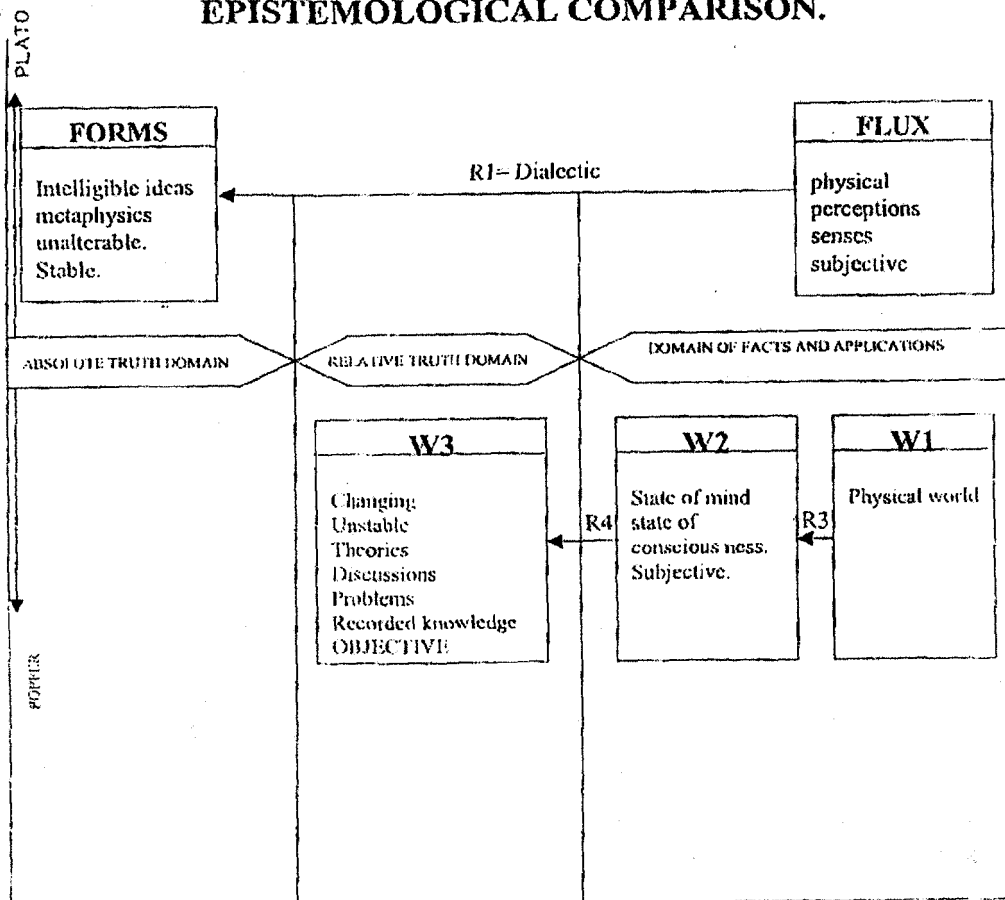 EPISTEMOLOGICAL COMPARISON.
PLATO
FORMS
Intelligible ideas
metaphysics
unalterable.
Stable.
R1= Dialectic
FLUX
physical
perceptions
senses
subjective
ABSOLUTE TRUTH DOMAIN
RELATIVE TRUTH DOMAIN
DOMAIN OF FACTS AND APPLICATIONS
W3
Changing
Unstable
Theories
Discussions
Problems
Recorded knowledge
OBJECTIVE
R4
W2
State of mind
state of
conscious ness.
Subjective.
R3
W1
Physical world
POPPER